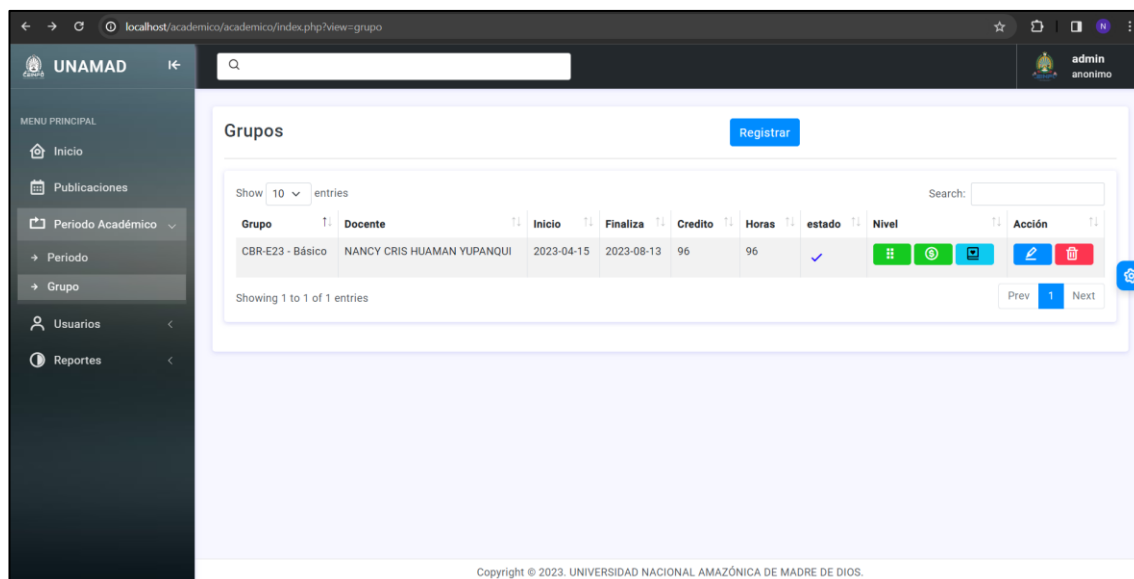 localhost/academico/academico/index.php?view=grupo
N
UNAMAD
admin
anonimo
MENU PRINCIPAL
Inicio
Publicaciones
Periodo Académico
Periodo
Grupo
Usuarios
Reportes
Grupos
Registrar
Show 10 entries
Search:
Grupo Docente Inicio Finaliza Credito Horas estado Nivel Acción
CBR-E23 - Básico NANCY CRIS HUAMAN YUPANQUI 2023-04-15 2023-08-13 96 96
Showing 1 to 1 of 1 entries
Prev 1 Next
Copyright © 2023. UNIVERSIDAD NACIONAL AMAZÓNICA DE MADRE DE DIOS.